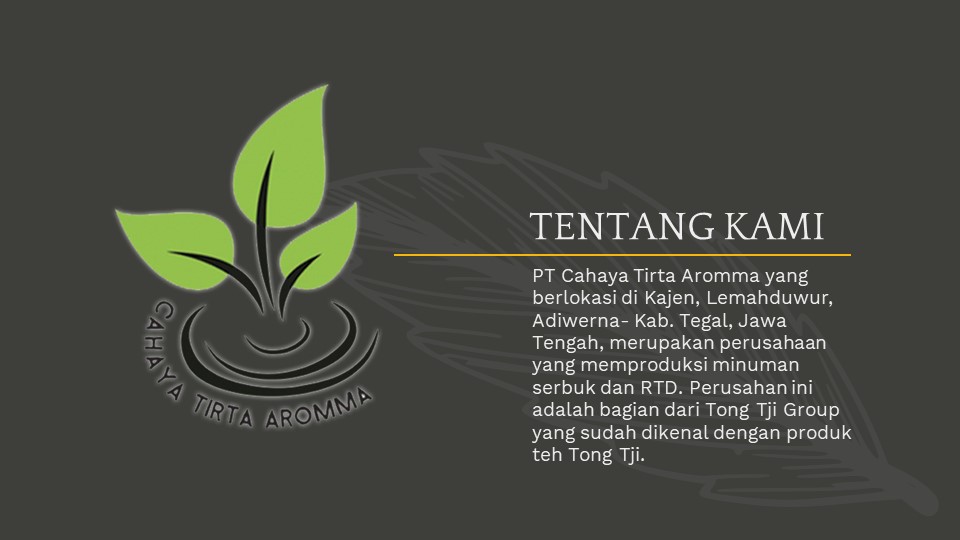 CAHAYA TIRTA AROMMA
TENTANG KAMI
PT Cahaya Tirta Aromma yang
berlokasi di Kajen, Lemahduwur,
Adiwerna- Kab. Tegal, Jawa
Tengah, merupakan perusahaan
yang memproduksi minuman
serbuk dan RTD. Perusahan ini
adalah bagian dari Tong Tji Group
yang sudah dikenal dengan produk
teh Tong Tji.